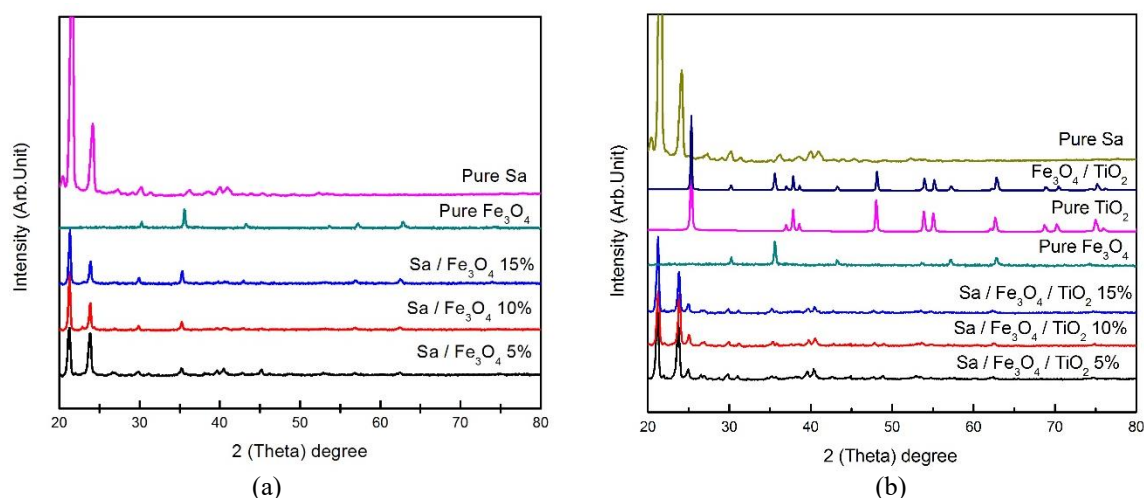 Intensity (Arb.Unit)
Pure Sa
Pure Fe₃O₄
Sa / Fe₃O₄ 15%
Sa / Fe₃O₄ 10%
Sa / Fe₃O₄ 5%
20 30 40 50 60 70 80
2 (Theta) degree
(a)
Intensity (Arb.Unit)
Pure Sa
Fe₃O₄ / TiO₂
Pure TiO₂
Pure Fe₃O₄
Sa / Fe₃O₄ / TiO₂ 15%
Sa / Fe₃O₄ / TiO₂ 10%
Sa / Fe₃O₄ / TiO₂ 5%
20 30 40 50 60 70 80
2 (Theta) degree
(b)